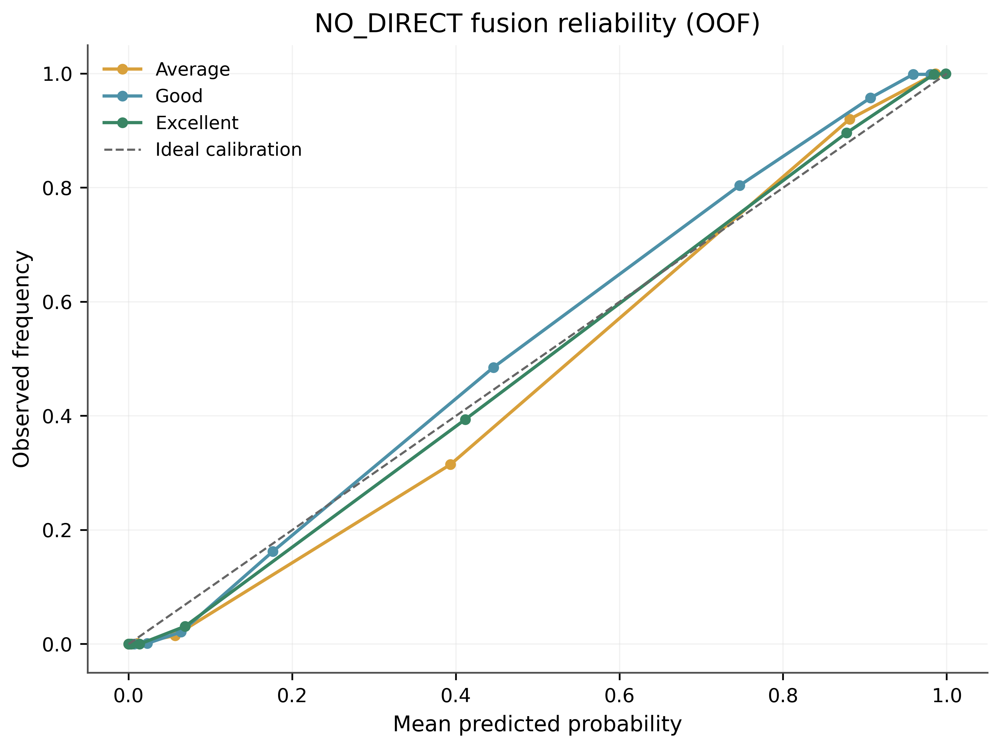 NO_DIRECT fusion reliability (OOF)
Average
Good
Excellent
Ideal calibration
1.0
0.8
0.6
0.4
0.2
0.0
Observed frequency
0.0 0.2 0.4 0.6 0.8 1.0
Mean predicted probability